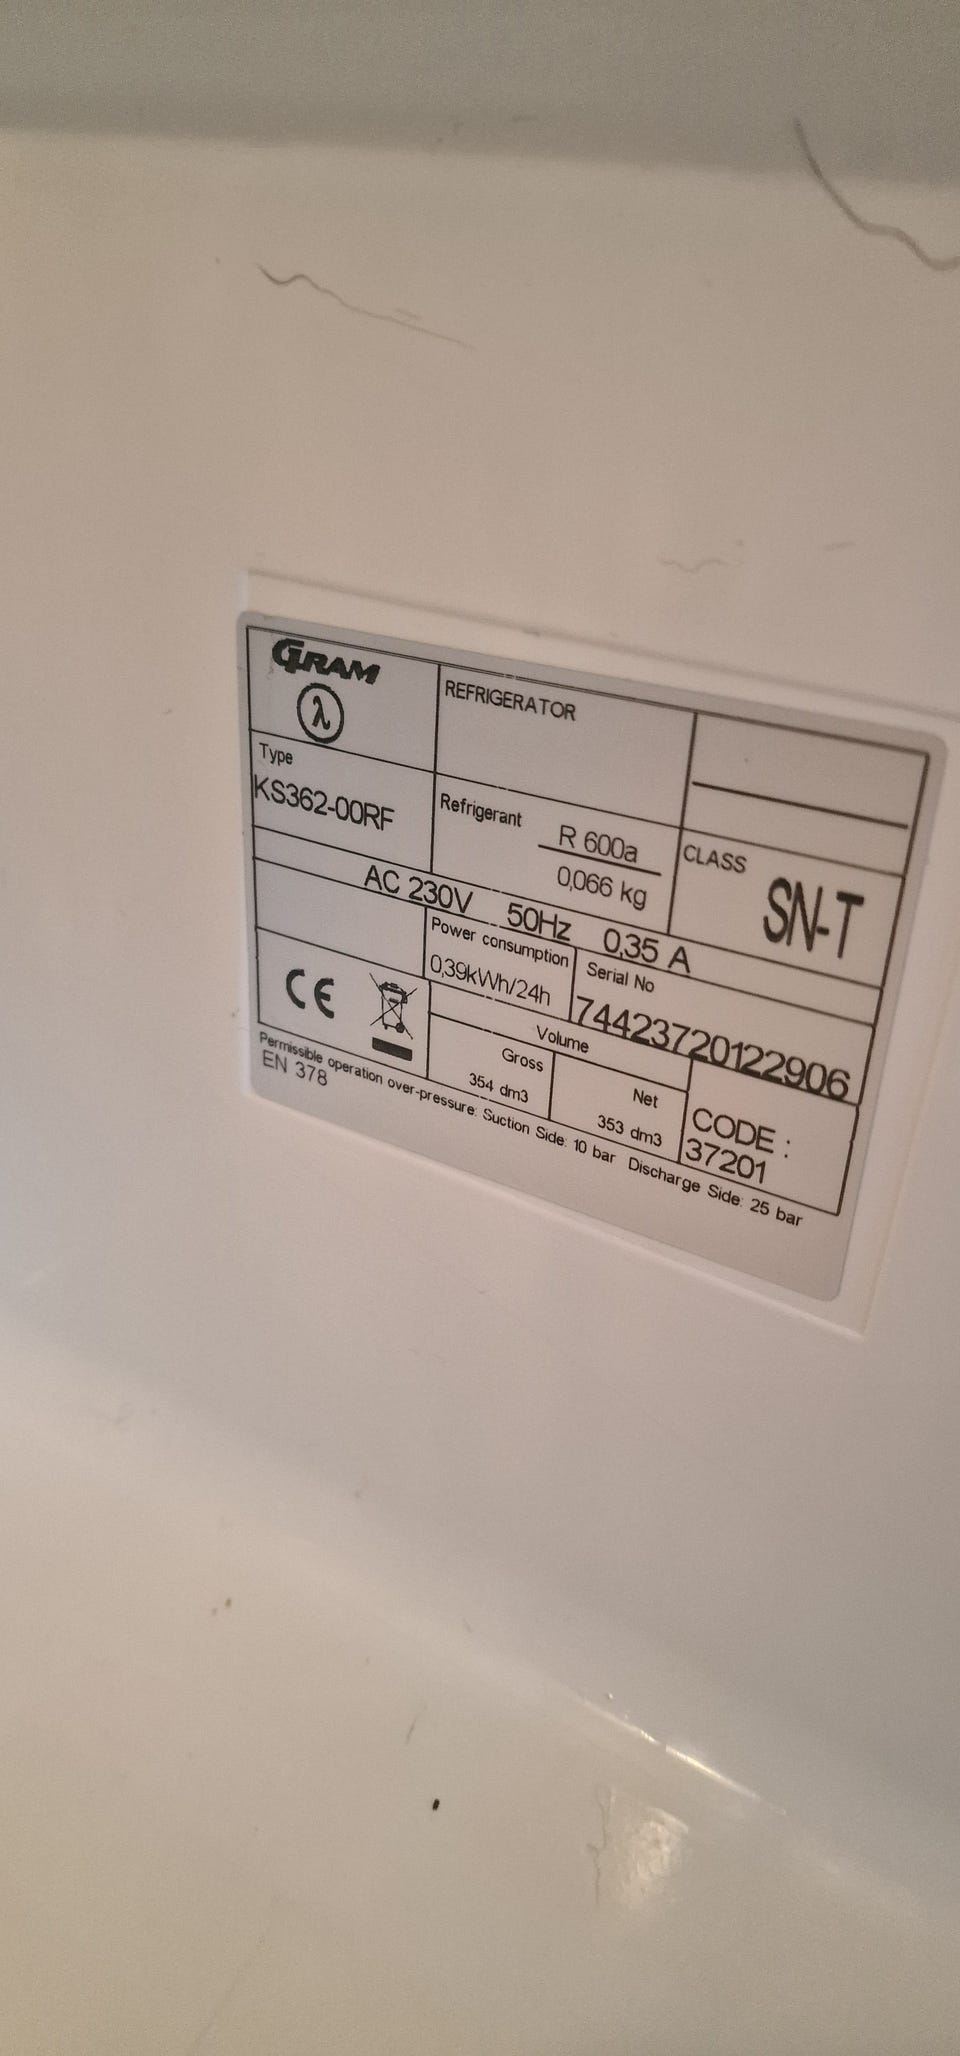 GRAM
λ
REFRIGERATOR
Type
KS362-00RF
Refrigerant
R 600a
0,066 kg
CLASS
SN-T
AC 230V 50Hz 0,35 A
Power consumption
0,39kWh/24h
Serial No
74423720122906
CE
Volume
Gross
354 dm3
Net
353 dm3
CODE :
37201
Permissible operation over-pressure: Suction Side: 10 bar Discharge Side: 25 bar
EN 378